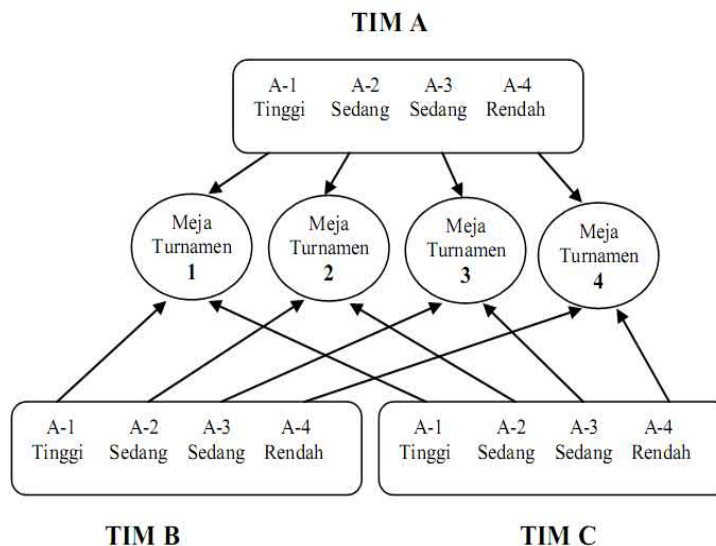 TIM A
A-1 A-2 A-3 A-4
Tinggi Sedang Sedang Rendah
Meja
Turnamen
1
Meja
Turnamen
2
Meja
Turnamen
3
Meja
Turnamen
4
A-1 A-2 A-3 A-4
Tinggi Sedang Sedang Rendah
A-1 A-2 A-3 A-4
Tinggi Sedang Sedang Rendah
TIM B
TIM C